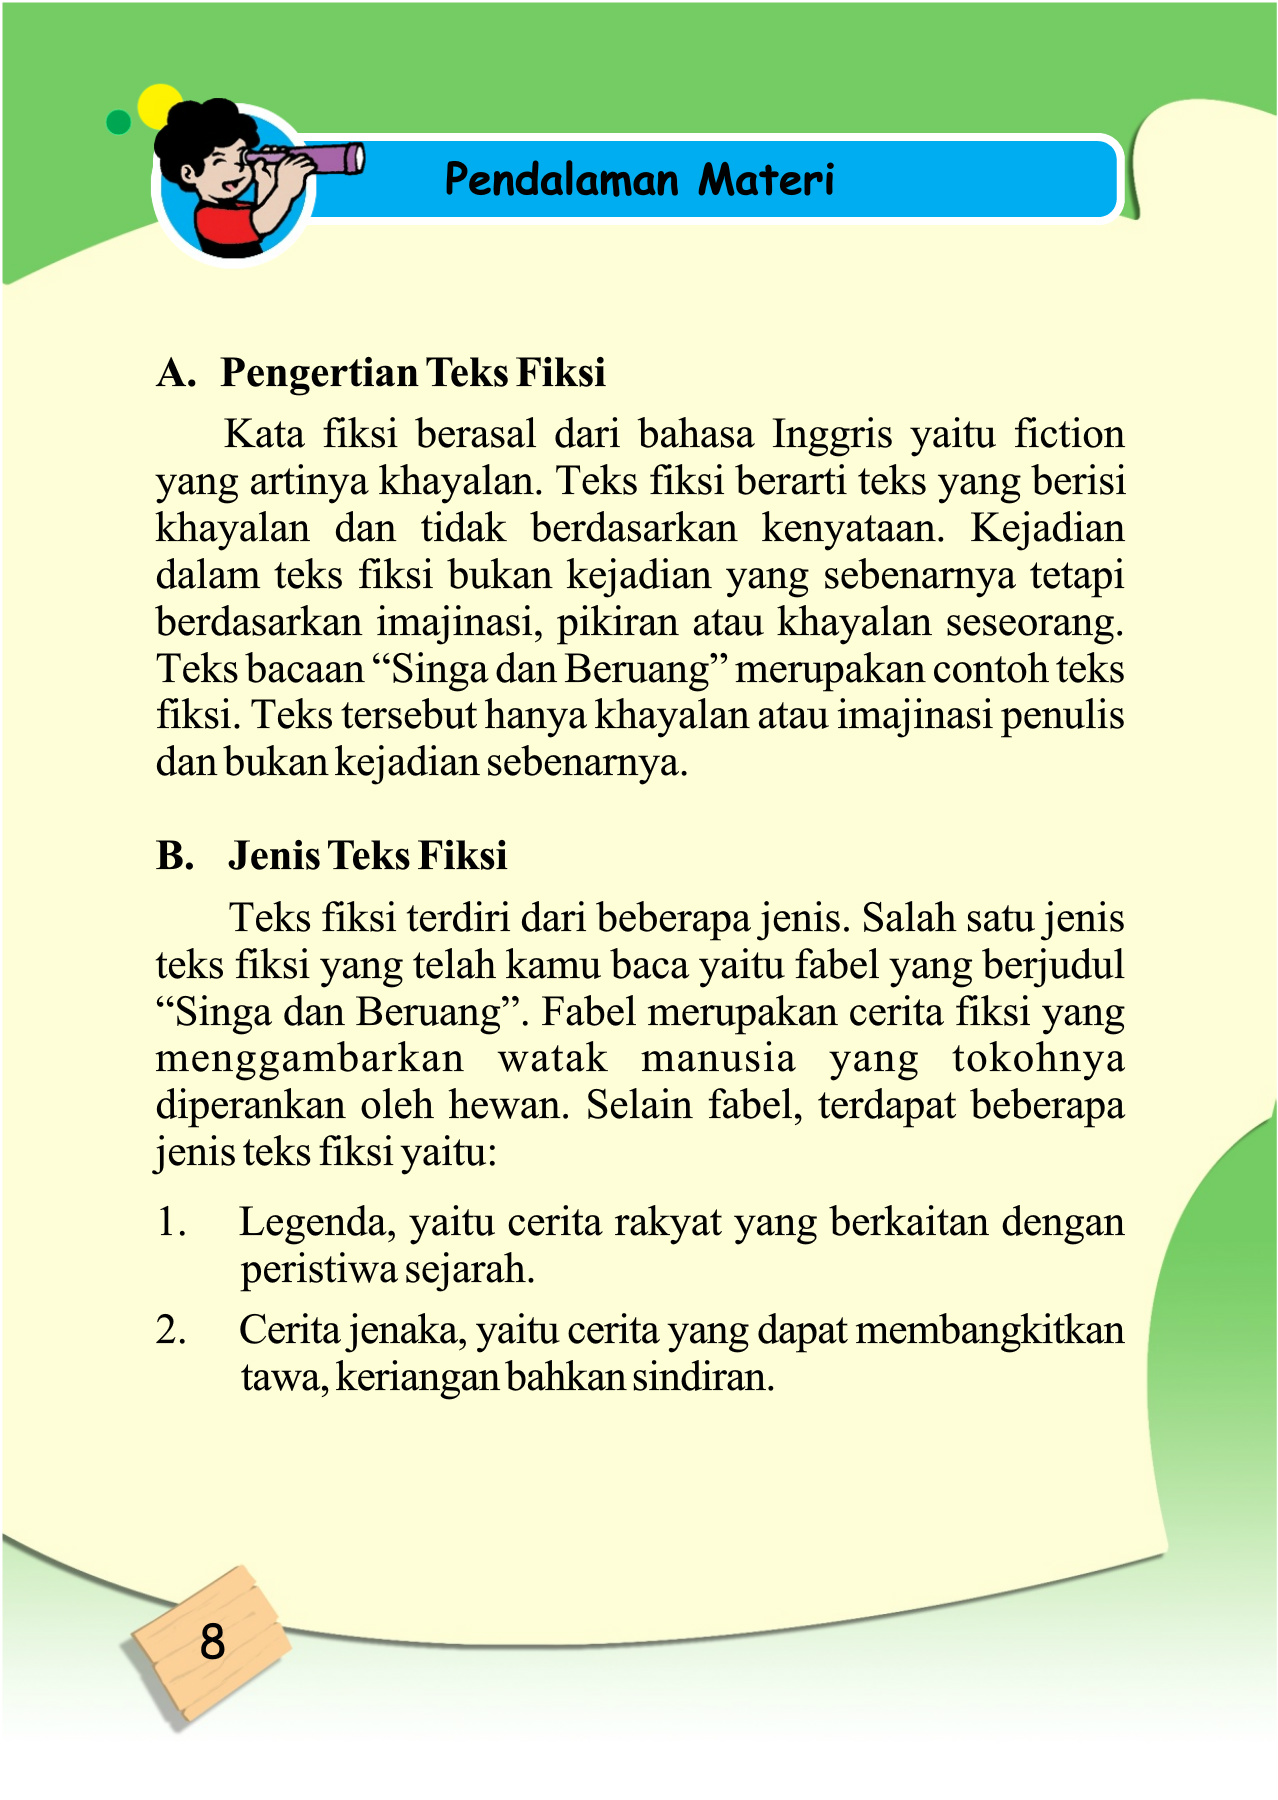 Pendalaman Materi
A. Pengertian Teks Fiksi
Kata fiksi berasal dari bahasa Inggris yaitu fiction
yang artinya khayalan. Teks fiksi berarti teks yang berisi
khayalan dan tidak berdasarkan kenyataan. Kejadian
dalam teks fiksi bukan kejadian yang sebenarnya tetapi
berdasarkan imajinasi, pikiran atau khayalan seseorang.
Teks bacaan “Singa dan Beruang” merupakan contoh teks
fiksi. Teks tersebut hanya khayalan atau imajinasi penulis
dan bukan kejadian sebenarnya.
B. Jenis Teks Fiksi
Teks fiksi terdiri dari beberapa jenis. Salah satu jenis
teks fiksi yang telah kamu baca yaitu fabel yang berjudul
“Singa dan Beruang”. Fabel merupakan cerita fiksi yang
menggambarkan watak manusia yang tokohnya
diperankan oleh hewan. Selain fabel, terdapat beberapa
jenis teks fiksi yaitu:
1. Legenda, yaitu cerita rakyat yang berkaitan dengan
peristiwa sejarah.
2. Cerita jenaka, yaitu cerita yang dapat membangkitkan
tawa, keriangan bahkan sindiran.
8